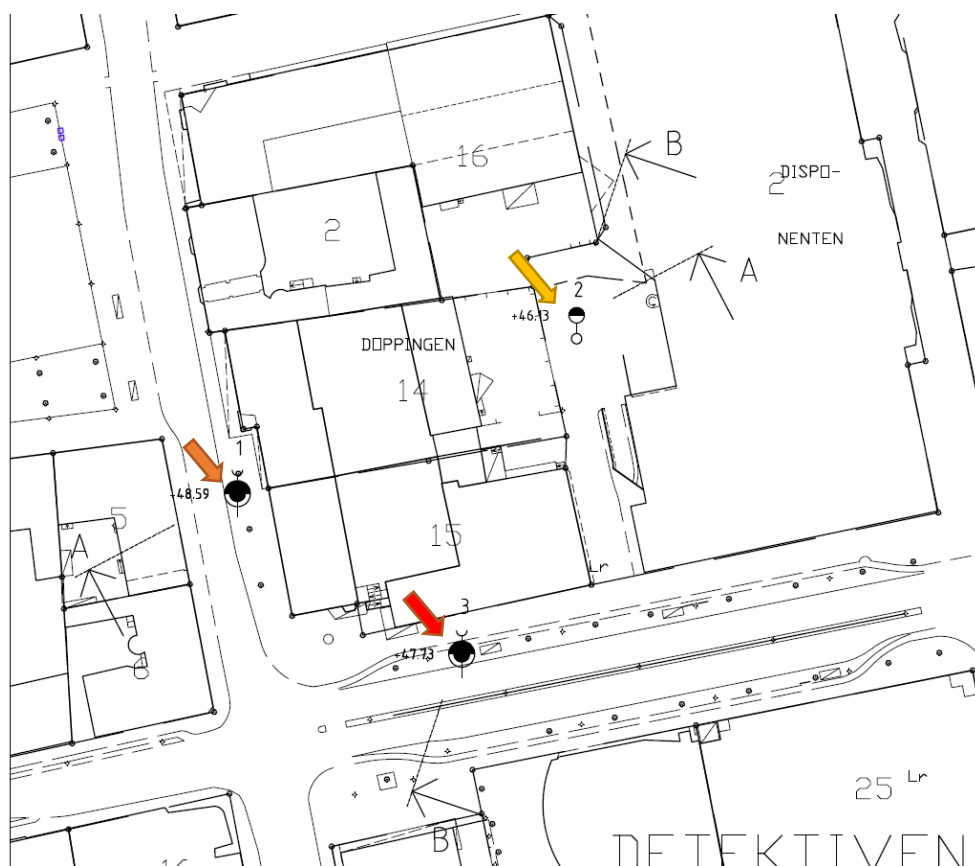 B
16
DISPO-
2
2
NENTEN
A
2
+46.13
DOPPINGEN
14
1
+48.59
5
15
A
Lr
3
+47.73
25 Lr
B
DETEKTIVEN
16